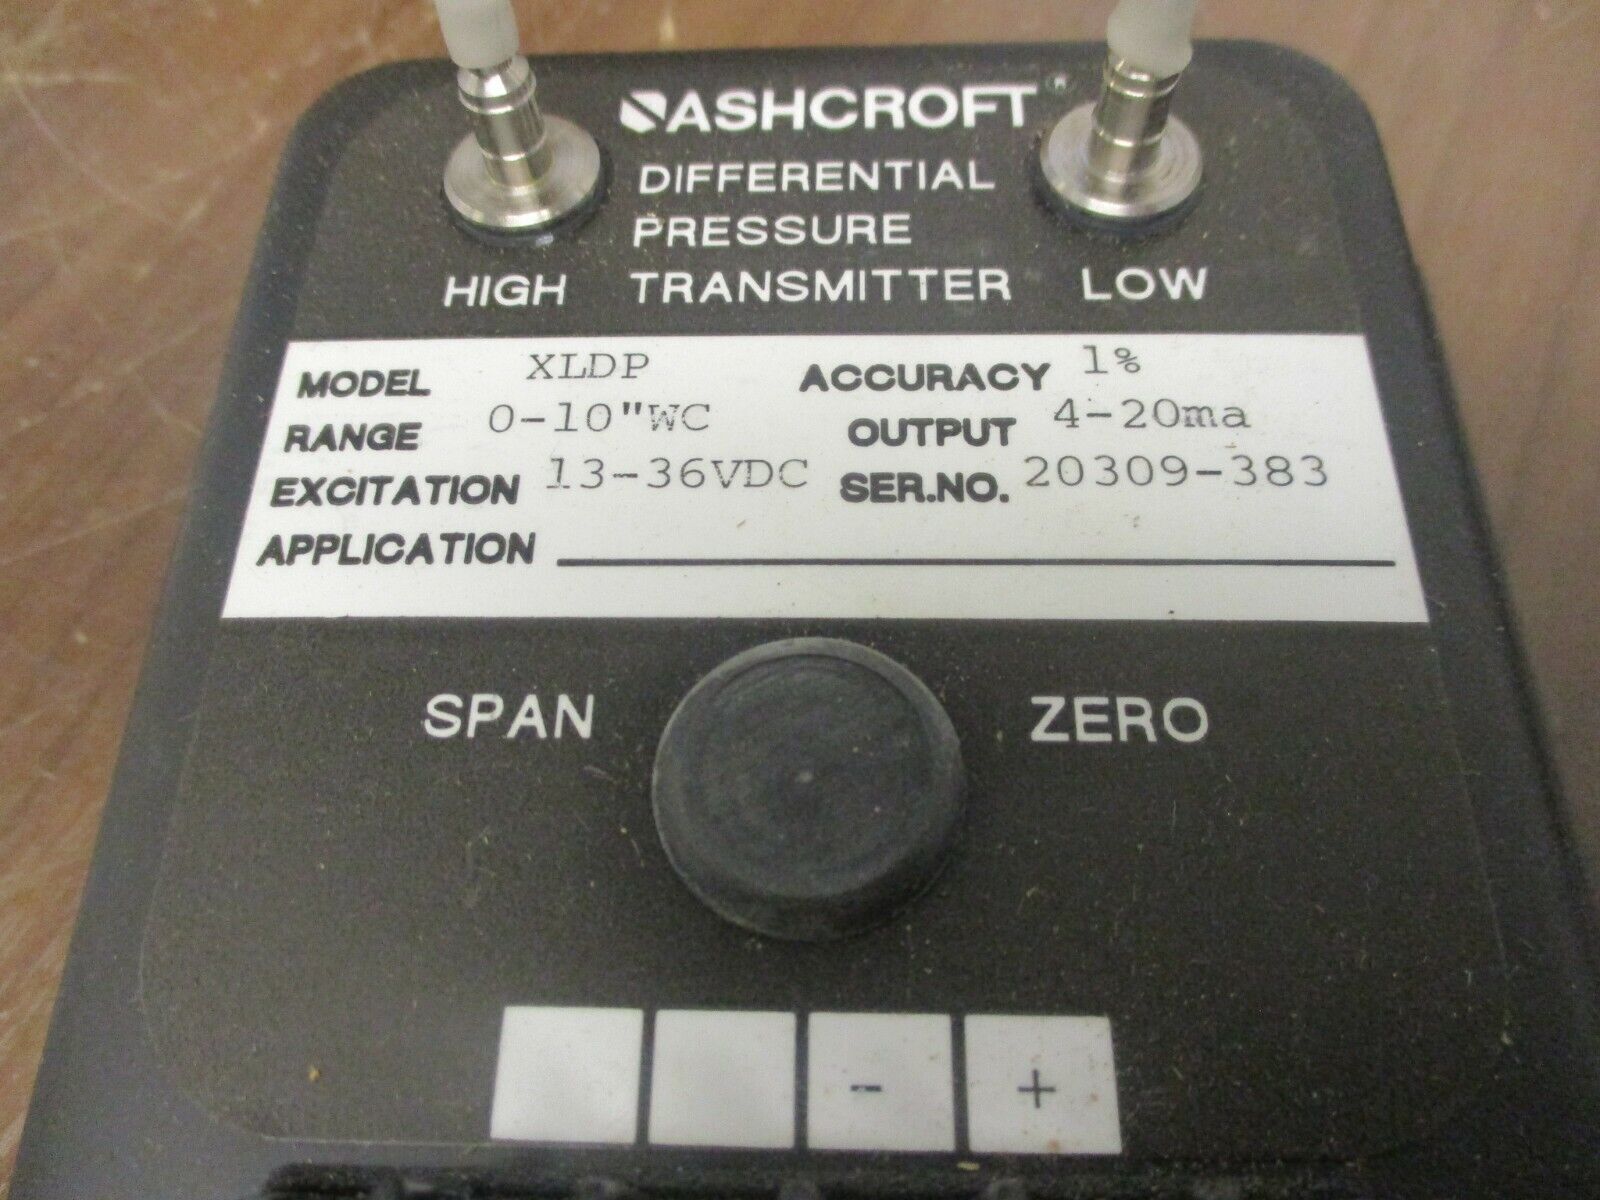 ASHCROFT®
DIFFERENTIAL
PRESSURE
HIGH TRANSMITTER LOW
MODEL XLDP ACCURACY 1%
RANGE 0-10"WC OUTPUT 4-20ma
EXCITATION 13-36VDC SER.NO. 20309-383
APPLICATION
SPAN ZERO
- +